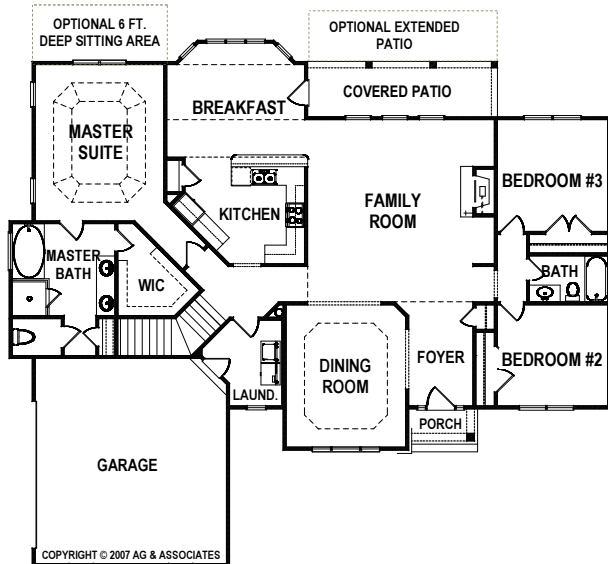 OPTIONAL 6 FT.
DEEP SITTING AREA
OPTIONAL EXTENDED
PATIO
BREAKFAST
COVERED PATIO
MASTER
SUITE
BEDROOM #3
FAMILY
ROOM
KITCHEN
MASTER
BATH
WIC
BATH
DINING
ROOM
FOYER
BEDROOM #2
LAUND.
PORCH
GARAGE
COPYRIGHT © 2007 AG & ASSOCIATES